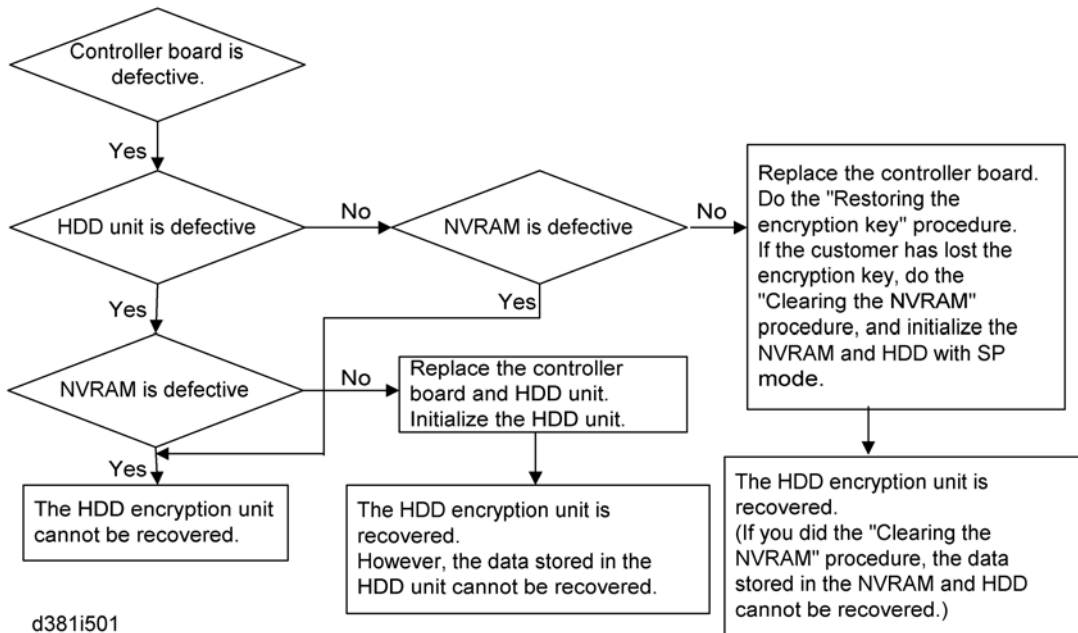 Controller board is
defective.
Yes
HDD unit is defective
No
NVRAM is defective
No
Replace the controller board.
Do the "Restoring the
encryption key" procedure.
If the customer has lost the
encryption key, do the
"Clearing the NVRAM"
procedure, and initialize the
NVRAM and HDD with SP
mode.
Yes
Yes
NVRAM is defective
No
Replace the controller
board and HDD unit.
Initialize the HDD unit.
Yes
The HDD encryption unit
cannot be recovered.
The HDD encryption unit is
recovered.
However, the data stored in the
HDD unit cannot be recovered.
The HDD encryption unit is
recovered.
(If you did the "Clearing the
NVRAM" procedure, the data
stored in the NVRAM and HDD
cannot be recovered.)
d381i501